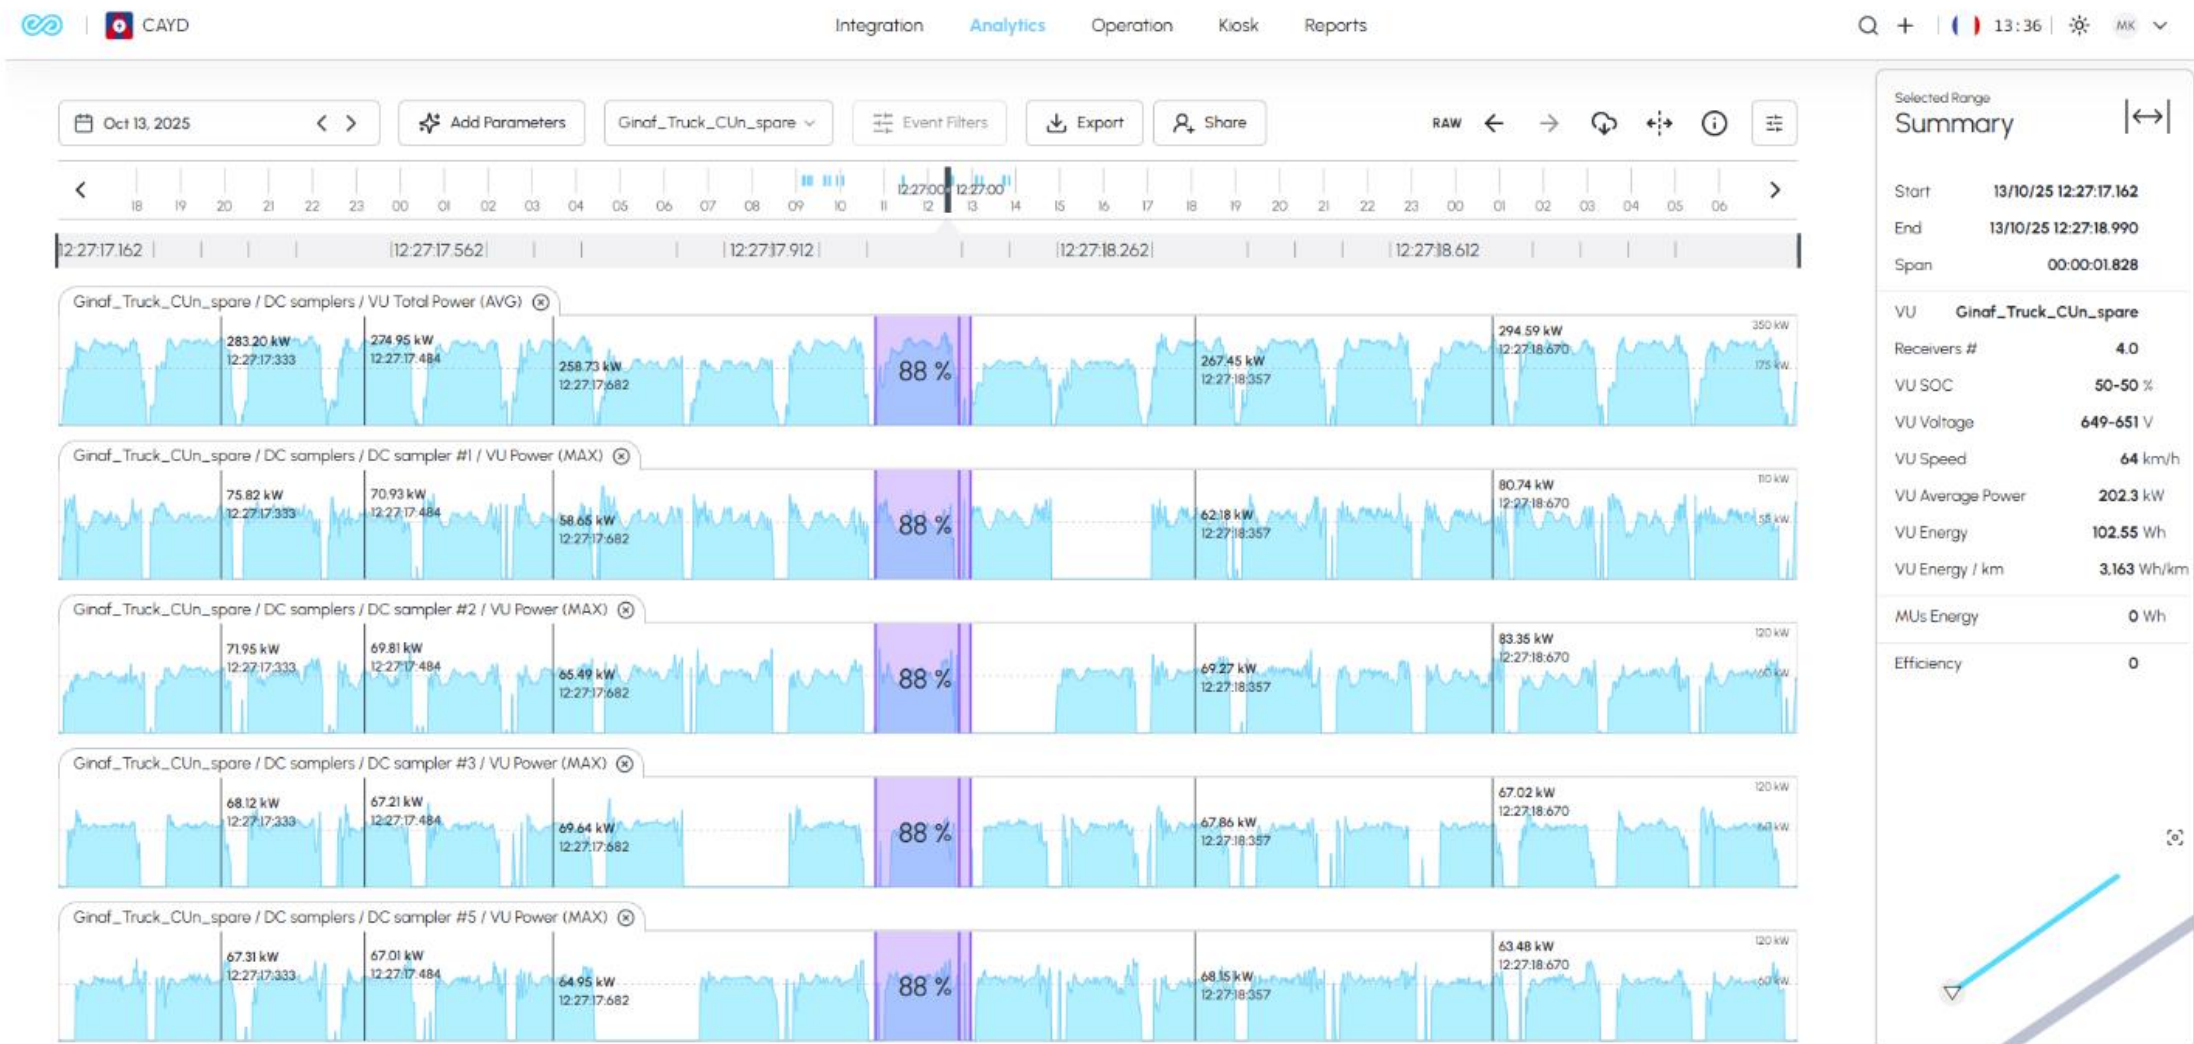 CAYD
Integration Analytics Operation Kiosk Reports
13:36 MK
Oct 13, 2025 Add Parameters Ginaf_Truck_CUn_spare Event Filters Export Share RAW
12:27:00 12:27:00
18 19 20 21 22 23 00 01 02 03 04 05 06 07 08 09 10 11 12 13 14 15 16 17 18 19 20 21 22 23 00 01 02 03 04 05 06
12:27:17.162 12:27:17.562 12:27:17.912 12:27:18.262 12:27:18.612
Ginaf_Truck_CUn_spare / DC samplers / VU Total Power (AVG)
283.20 kW
12:27:17:333
274.95 kW
12:27:17:484
258.73 kW
12:27:17:682
88 %
267.45 kW
12:27:18:357
294.59 kW
12:27:18:670
350 kW
175 kW
Ginaf_Truck_CUn_spare / DC samplers / DC sampler #1 / VU Power (MAX)
75.82 kW
12:27:17:333
70.93 kW
12:27:17:484
58.65 kW
12:27:17:682
88 %
62.18 kW
12:27:18:357
80.74 kW
12:27:18:670
110 kW
55 kW
Ginaf_Truck_CUn_spare / DC samplers / DC sampler #2 / VU Power (MAX)
71.95 kW
12:27:17:333
69.81 kW
12:27:17:484
65.49 kW
12:27:17:682
88 %
69.27 kW
12:27:18:357
83.35 kW
12:27:18:670
120 kW
60 kW
Ginaf_Truck_CUn_spare / DC samplers / DC sampler #3 / VU Power (MAX)
68.12 kW
12:27:17:333
67.21 kW
12:27:17:484
69.64 kW
12:27:17:682
88 %
67.86 kW
12:27:18:357
67.02 kW
12:27:18:670
120 kW
60 kW
Ginaf_Truck_CUn_spare / DC samplers / DC sampler #5 / VU Power (MAX)
67.31 kW
12:27:17:333
67.01 kW
12:27:17:484
64.95 kW
12:27:17:682
88 %
68.15 kW
12:27:18:357
63.48 kW
12:27:18:670
120 kW
60 kW
Selected Range
Summary
Start 13/10/25 12:27:17.162
End 13/10/25 12:27:18.990
Span 00:00:01.828
VU Ginaf_Truck_CUn_spare
Receivers # 4.0
VU SOC 50-50 %
VU Voltage 649-651 V
VU Speed 64 km/h
VU Average Power 202.3 kW
VU Energy 102.55 Wh
VU Energy / km 3,163 Wh/km
MUs Energy 0 Wh
Efficiency 0